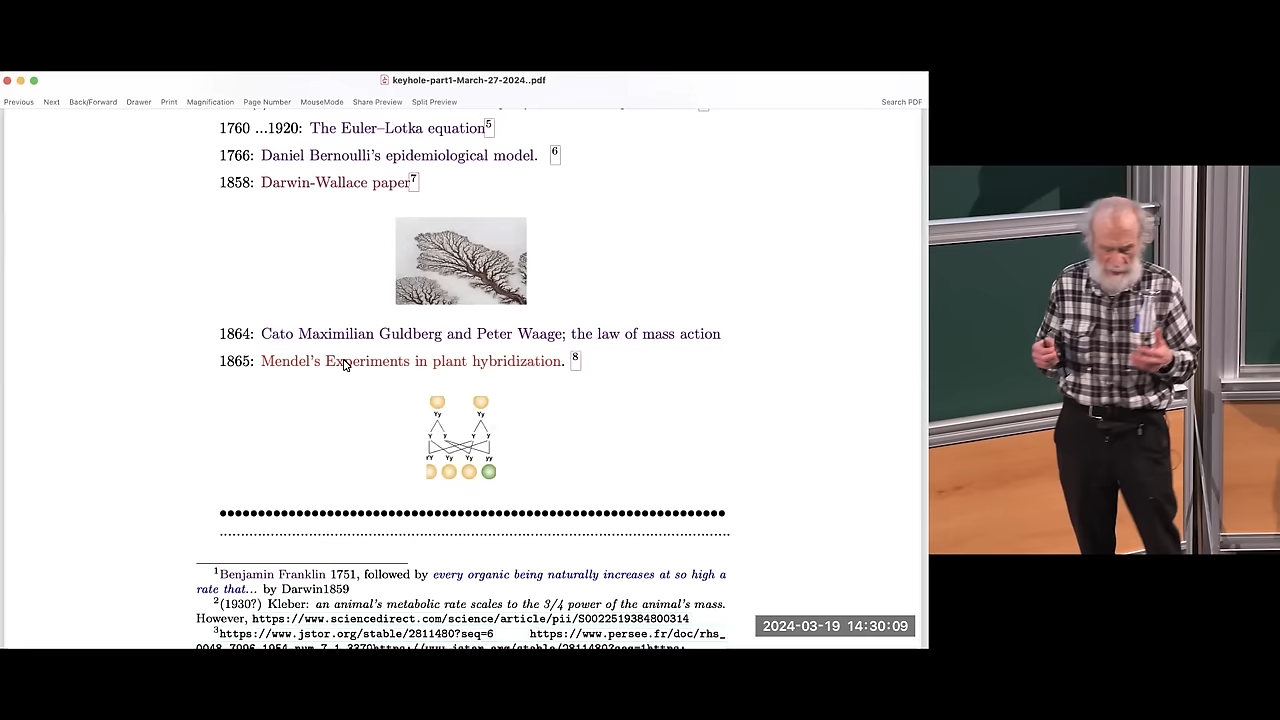 keyhole-part1-March-27-2024..pdf
Previous Next Back/Forward Drawer Print Magnification Page Number MouseMode Share Preview Split Preview Search PDF
1760 ...1920: The Euler–Lotka equation5
1766: Daniel Bernoulli's epidemiological model. 6
1858: Darwin-Wallace paper7
1864: Cato Maximilian Guldberg and Peter Waage; the law of mass action
1865: Mendel's Experiments in plant hybridization. 8
Yy Yy
Y y Y y
YY Yy Yy yy
1Benjamin Franklin 1751, followed by every organic being naturally increases at so high a
rate that... by Darwin1859
2(1930?) Kleber: an animal's metabolic rate scales to the 3/4 power of the animal's mass.
However, https://www.sciencedirect.com/science/article/pii/S0022519384800314
3https://www.jstor.org/stable/2811480?seq=6 https://www.persee.fr/doc/rhs_
2024-03-19 14:30:09